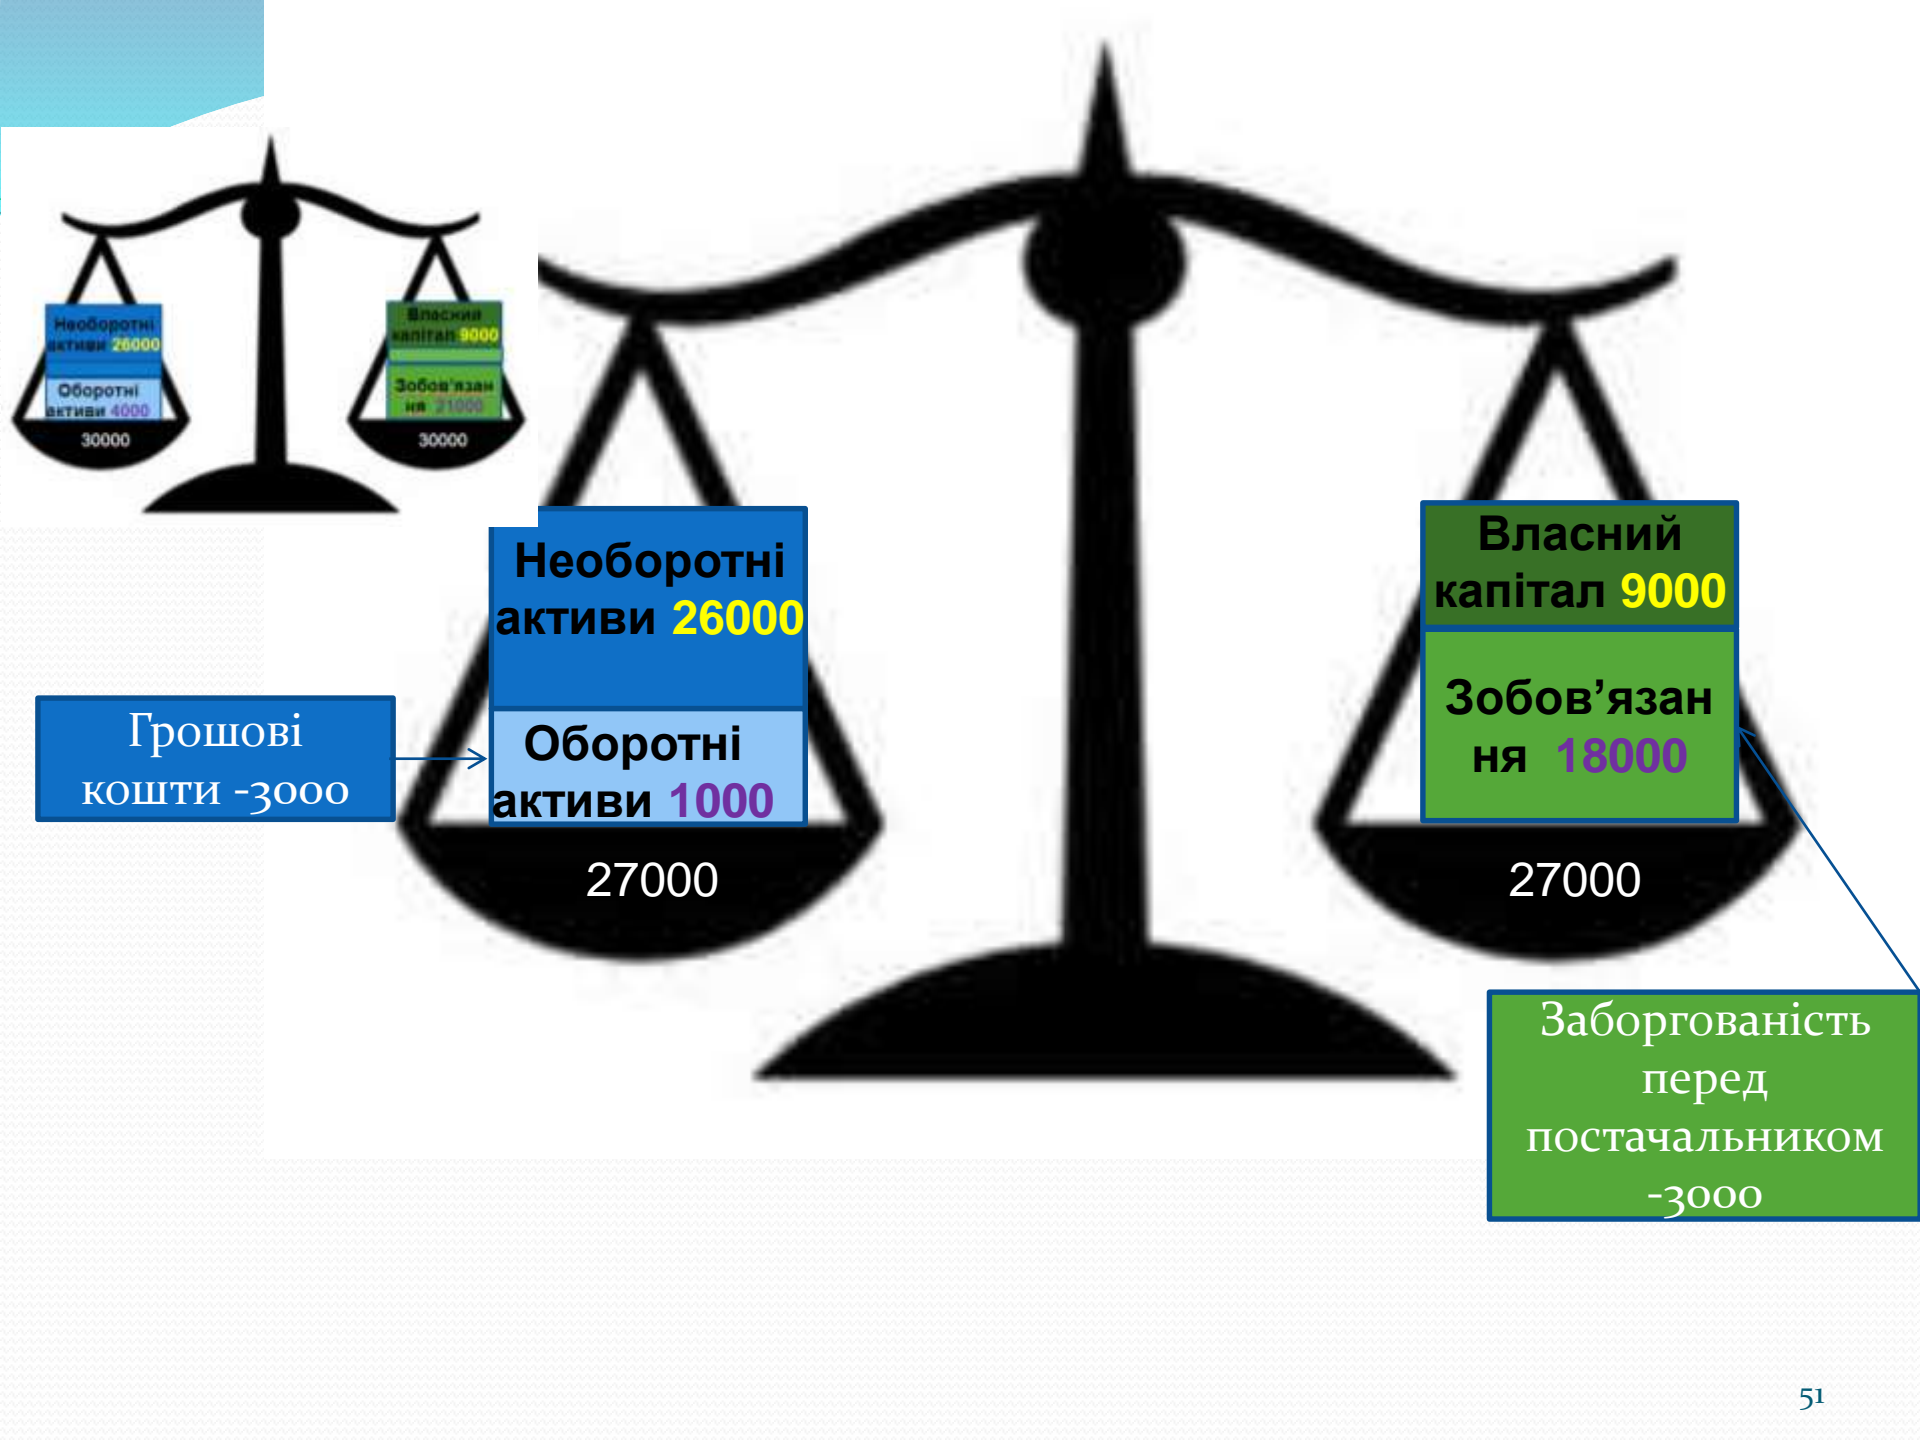 Необоротні
активи 26000
Оборотні
активи 4000
30000
Власний
капітал 9000
Зобов’язан
ня 21000
30000
Необоротні
активи 26000
Оборотні
активи 1000
27000
Грошові
кошти -3000
Власний
капітал 9000
Зобов’язан
ня 18000
27000
Заборгованість
перед
постачальником
-3000
51